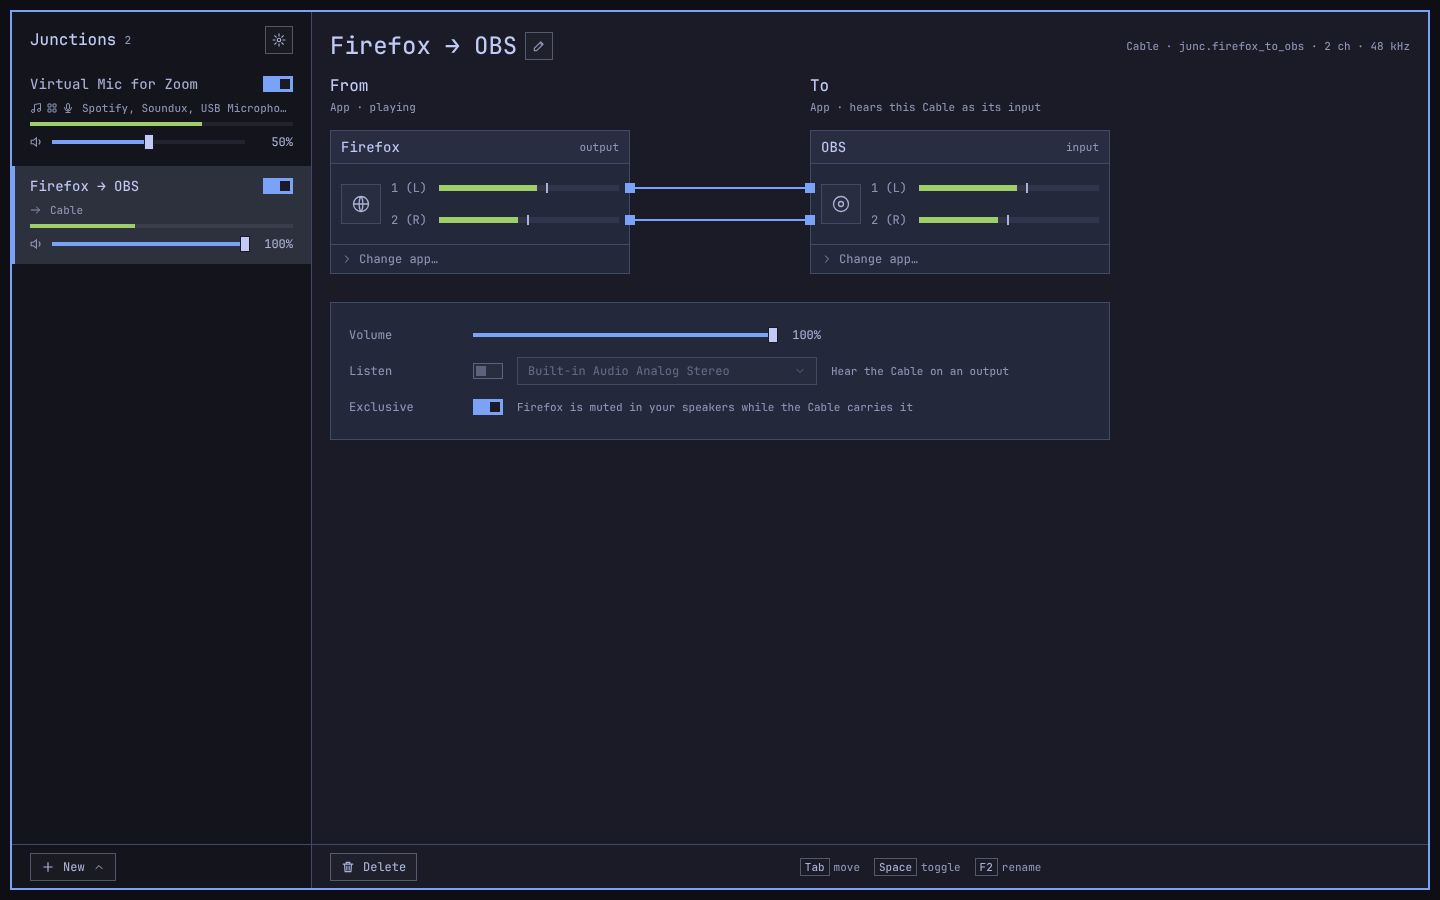 Junctions 2
Virtual Mic for Zoom
Spotify, Soundux, USB Micropho…
50%
Firefox → OBS
→ Cable
100%
New
Firefox → OBS
Cable · junc.firefox_to_obs · 2 ch · 48 kHz
From
App · playing
Firefox output
1 (L)
2 (R)
Change app…
To
App · hears this Cable as its input
OBS input
1 (L)
2 (R)
Change app…
Volume 100%
Listen Built-in Audio Analog Stereo Hear the Cable on an output
Exclusive Firefox is muted in your speakers while the Cable carries it
Delete
Tab move Space toggle F2 rename